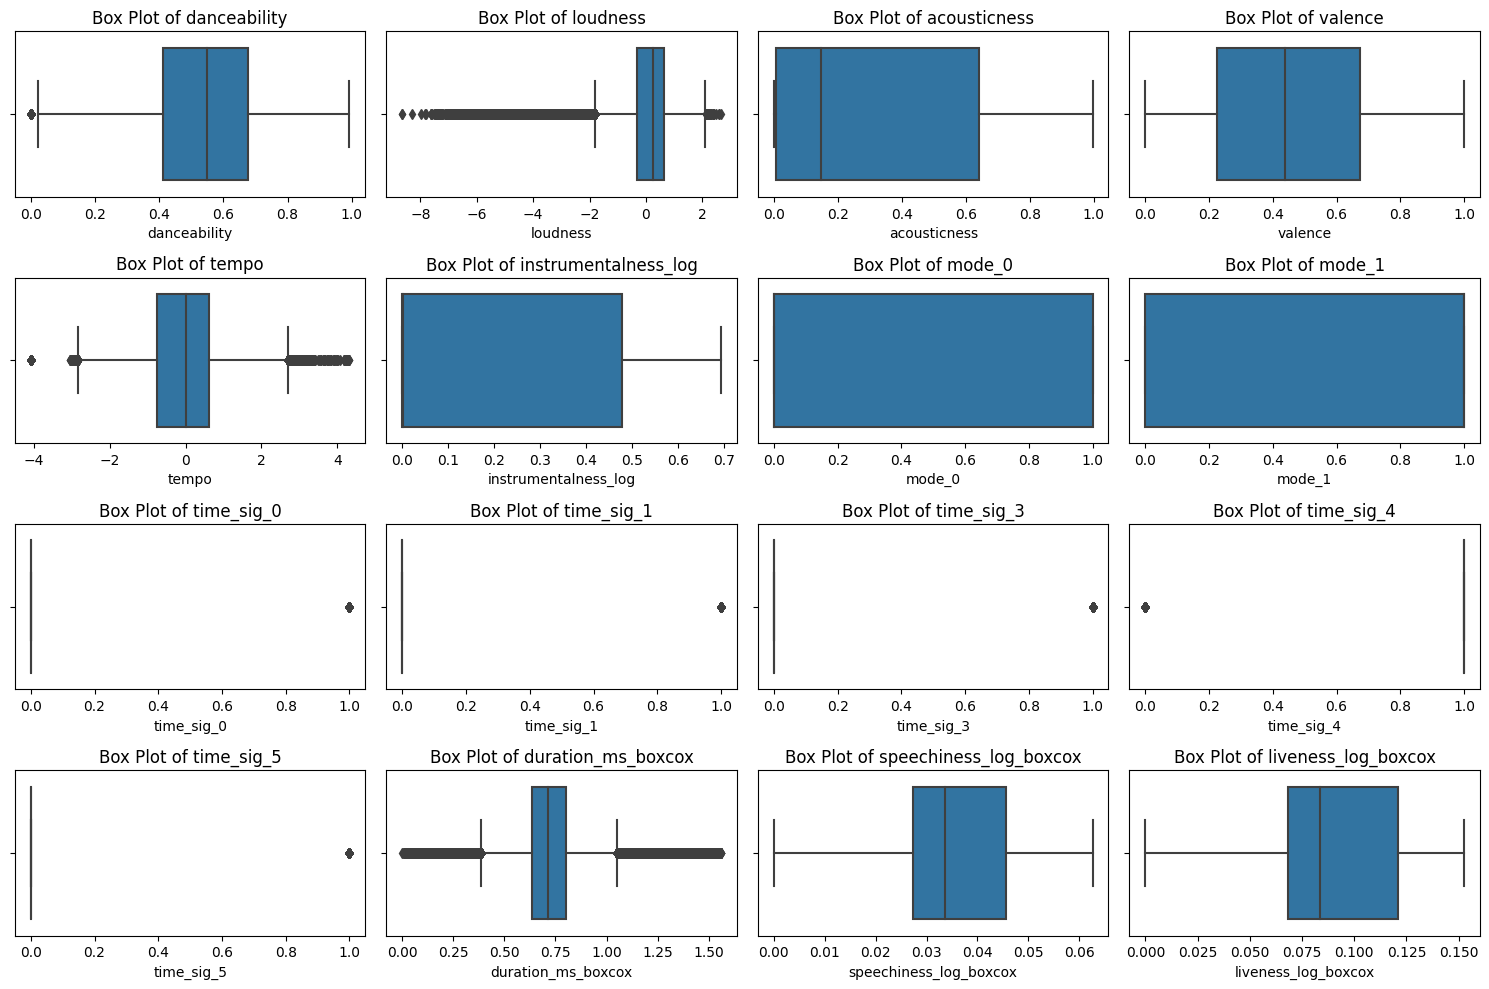 Box Plot of danceability
0.0 0.2 0.4 0.6 0.8 1.0
danceability
Box Plot of loudness
−8 −6 −4 −2 0 2
loudness
Box Plot of acousticness
0.0 0.2 0.4 0.6 0.8 1.0
acousticness
Box Plot of valence
0.0 0.2 0.4 0.6 0.8 1.0
valence
Box Plot of tempo
−4 −2 0 2 4
tempo
Box Plot of instrumentalness_log
0.0 0.1 0.2 0.3 0.4 0.5 0.6 0.7
instrumentalness_log
Box Plot of mode_0
0.0 0.2 0.4 0.6 0.8 1.0
mode_0
Box Plot of mode_1
0.0 0.2 0.4 0.6 0.8 1.0
mode_1
Box Plot of time_sig_0
0.0 0.2 0.4 0.6 0.8 1.0
time_sig_0
Box Plot of time_sig_1
0.0 0.2 0.4 0.6 0.8 1.0
time_sig_1
Box Plot of time_sig_3
0.0 0.2 0.4 0.6 0.8 1.0
time_sig_3
Box Plot of time_sig_4
0.0 0.2 0.4 0.6 0.8 1.0
time_sig_4
Box Plot of time_sig_5
0.0 0.2 0.4 0.6 0.8 1.0
time_sig_5
Box Plot of duration_ms_boxcox
0.00 0.25 0.50 0.75 1.00 1.25 1.50
duration_ms_boxcox
Box Plot of speechiness_log_boxcox
0.00 0.01 0.02 0.03 0.04 0.05 0.06
speechiness_log_boxcox
Box Plot of liveness_log_boxcox
0.000 0.025 0.050 0.075 0.100 0.125 0.150
liveness_log_boxcox